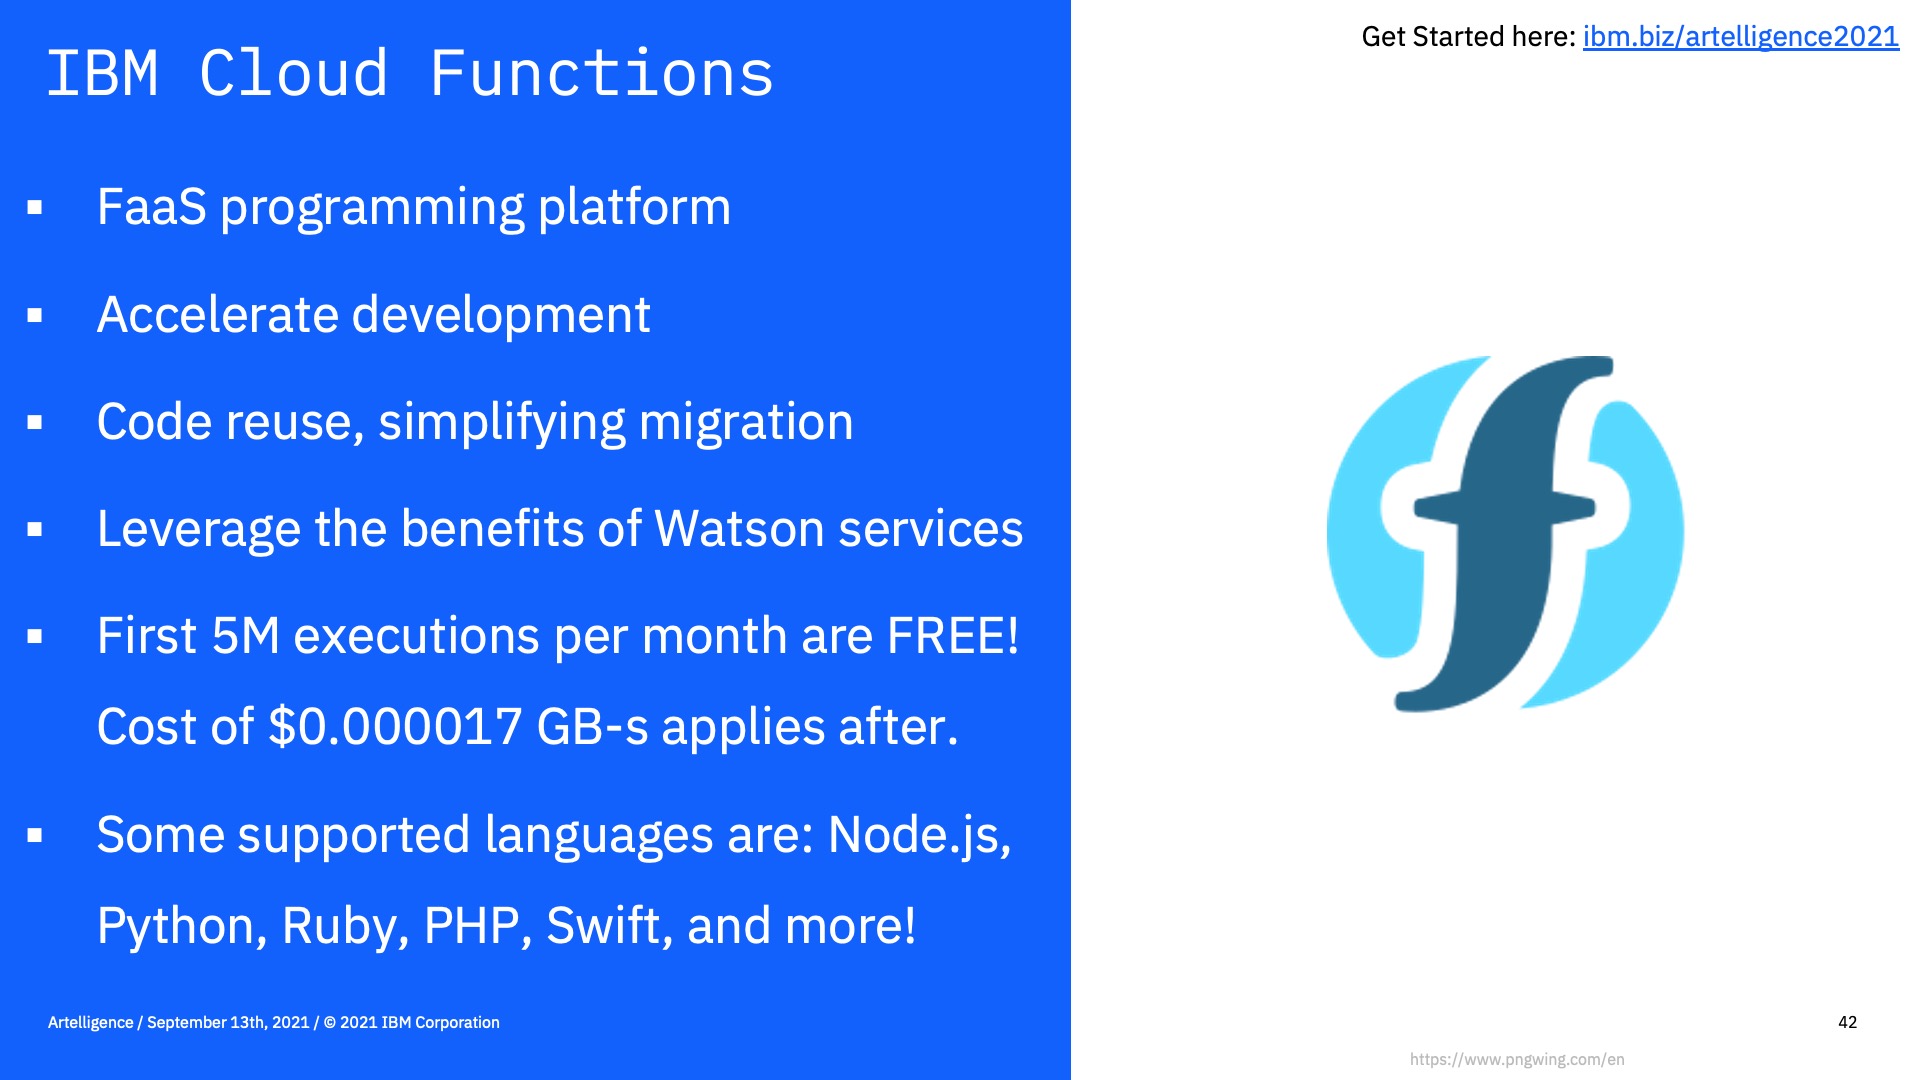 IBM Cloud Functions
Get Started here: ibm.biz/artelligence2021
▪ FaaS programming platform
▪ Accelerate development
▪ Code reuse, simplifying migration
▪ Leverage the benefits of Watson services
▪ First 5M executions per month are FREE!
Cost of $0.000017 GB-s applies after.
▪ Some supported languages are: Node.js,
Python, Ruby, PHP, Swift, and more!
f
Artelligence / September 13th, 2021 / © 2021 IBM Corporation
42
https://www.pngwing.com/en